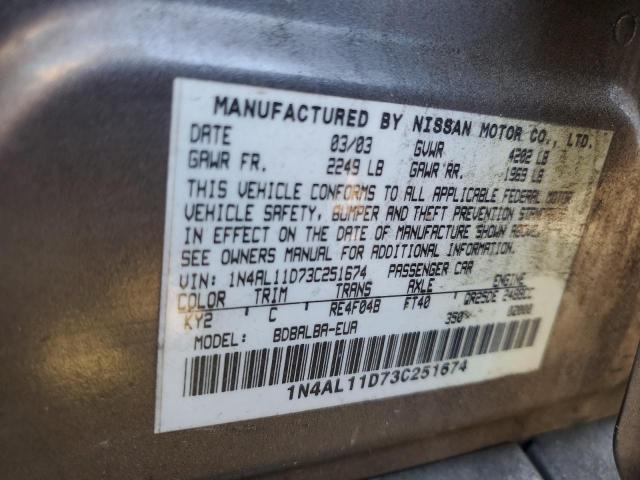 MANUFACTURED BY NISSAN MOTOR CO., LTD.
DATE 03/03 GVWR 4202 LB
GAWR FR. 2249 LB GAWR RR. 1969 LB
THIS VEHICLE CONFORMS TO ALL APPLICABLE FEDERAL MOTOR
VEHICLE SAFETY, BUMPER AND THEFT PREVENTION STANDARDS
IN EFFECT ON THE DATE OF MANUFACTURE SHOWN ABOVE.
SEE OWNERS MANUAL FOR ADDITIONAL INFORMATION.
VIN: 1N4AL11D73C251674 PASSENGER CAR
COLOR TRIM TRANS AXLE ENGINE
KY2 C RE4F04B FT40 QR25DE 2488CC
MODEL: BDBALBA-EUA 350
1N4AL11D73C251674